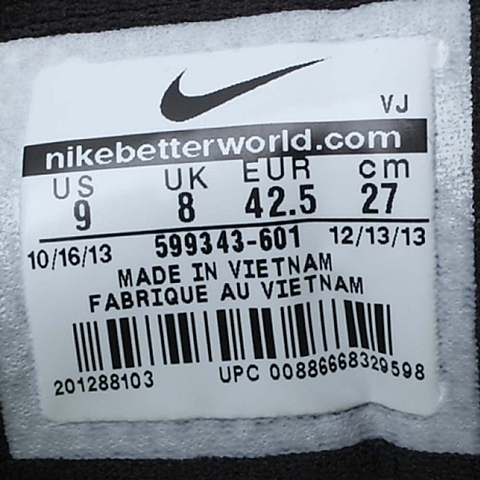 VJ
nikebetterworld.com
US UK EUR cm
9 8 42.5 27
10/16/13 599343-601 12/13/13
MADE IN VIETNAM
FABRIQUE AU VIETNAM
201288103 UPC 00886668329598